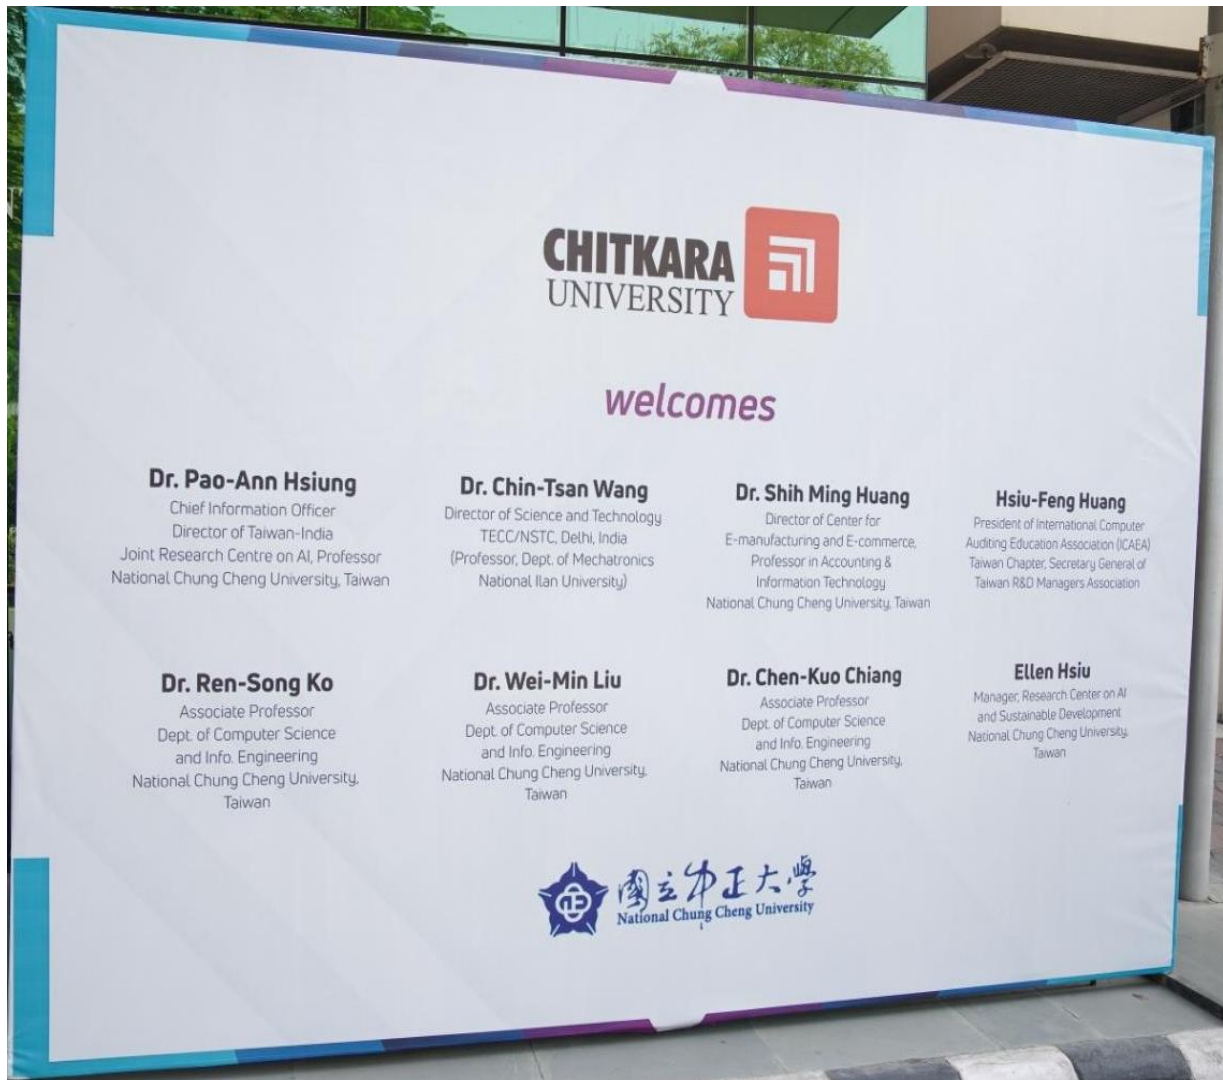 CHITKARA
UNIVERSITY
welcomes
Dr. Pao-Ann Hsiung
Chief Information Officer
Director of Taiwan-India
Joint Research Centre on AI, Professor
National Chung Cheng University, Taiwan
Dr. Chin-Tsan Wang
Director of Science and Technology
TECC/NSTC, Delhi, India
(Professor, Dept. of Mechatronics
National Ilan University)
Dr. Shih Ming Huang
Director of Center for
E-manufacturing and E-commerce,
Professor in Accounting &
Information Technology
National Chung Cheng University, Taiwan
Hsiu-Feng Huang
President of International Computer
Auditing Education Association (ICAEA)
Taiwan Chapter, Secretary General of
Taiwan R&D Managers Association
Dr. Ren-Song Ko
Associate Professor
Dept. of Computer Science
and Info. Engineering
National Chung Cheng University,
Taiwan
Dr. Wei-Min Liu
Associate Professor
Dept. of Computer Science
and Info. Engineering
National Chung Cheng University,
Taiwan
Dr. Chen-Kuo Chiang
Associate Professor
Dept. of Computer Science
and Info. Engineering
National Chung Cheng University,
Taiwan
Ellen Hsiu
Manager, Research Center on AI
and Sustainable Development
National Chung Cheng University,
Taiwan
國立中正大學
National Chung Cheng University